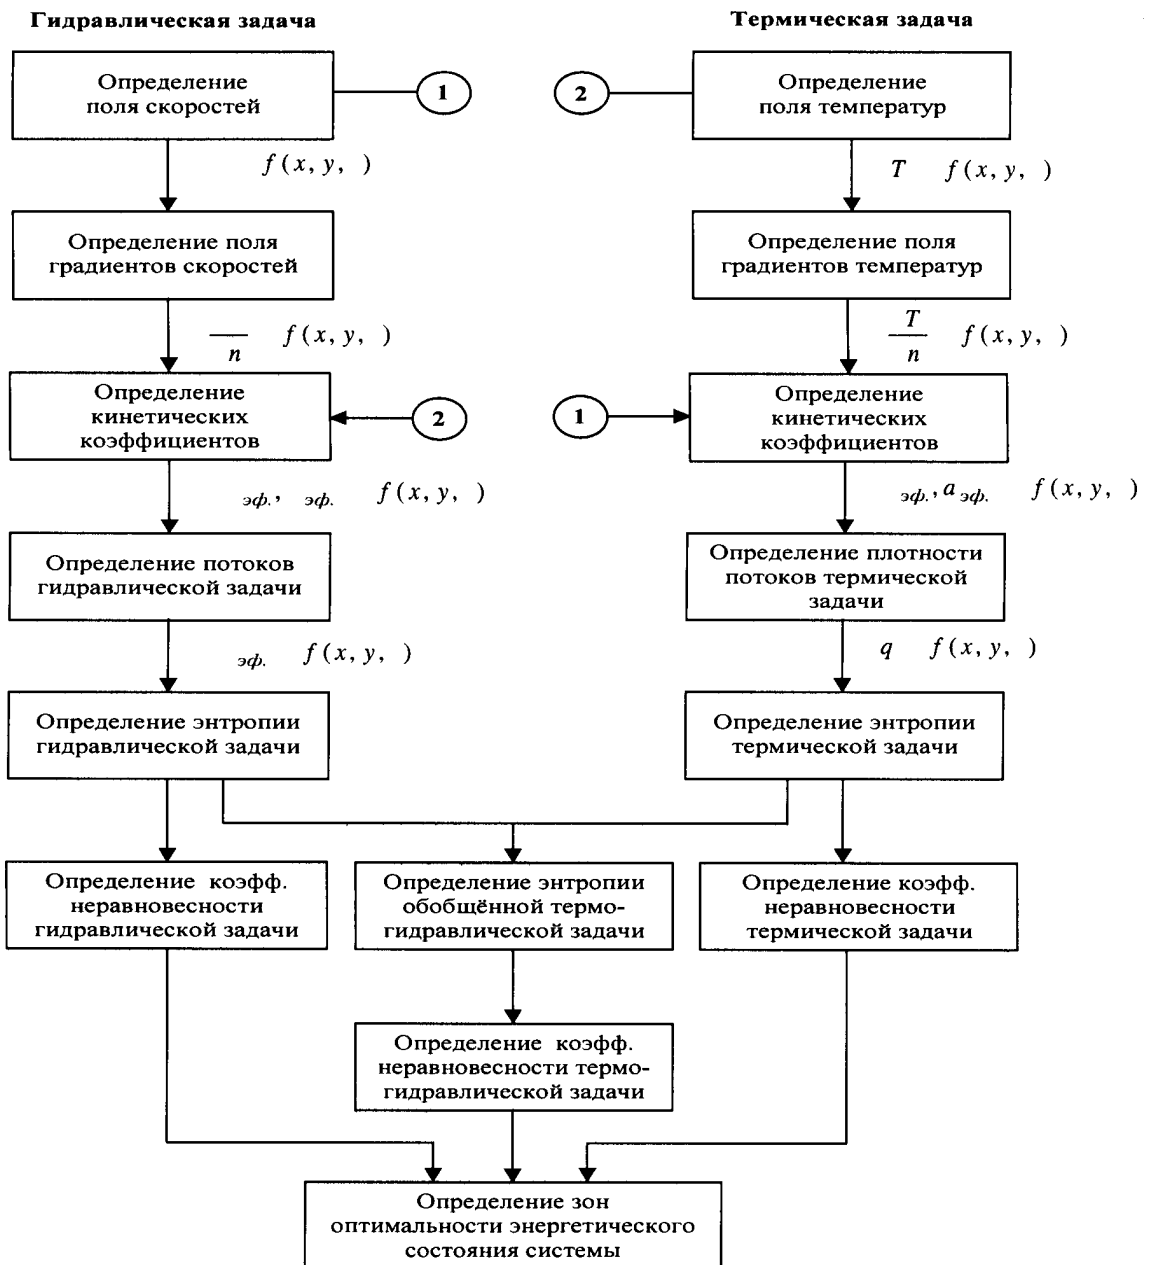 Гидравлическая задача
Термическая задача
Определение
поля скоростей
1
2
Определение
поля температур
f(x, y, )
T f(x, y, )
Определение поля
градиентов скоростей
Определение поля
градиентов температур
n f(x, y, )
T
n f(x, y, )
Определение
кинетических
коэффициентов
2
1
Определение
кинетических
коэффициентов
эф., эф. f(x, y, )
эф., a эф. f(x, y, )
Определение потоков
гидравлической задачи
Определение плотности
потоков термической
задачи
эф. f(x, y, )
q f(x, y, )
Определение энтропии
гидравлической задачи
Определение энтропии
термической задачи
Определение коэфф.
неравновесности
гидравлической задачи
Определение энтропии
обобщённой термо-
гидравлической задачи
Определение коэфф.
неравновесности
термической задачи
Определение коэфф.
неравновесности термо-
гидравлической задачи
Определение зон
оптимальности энергетического
состояния системы